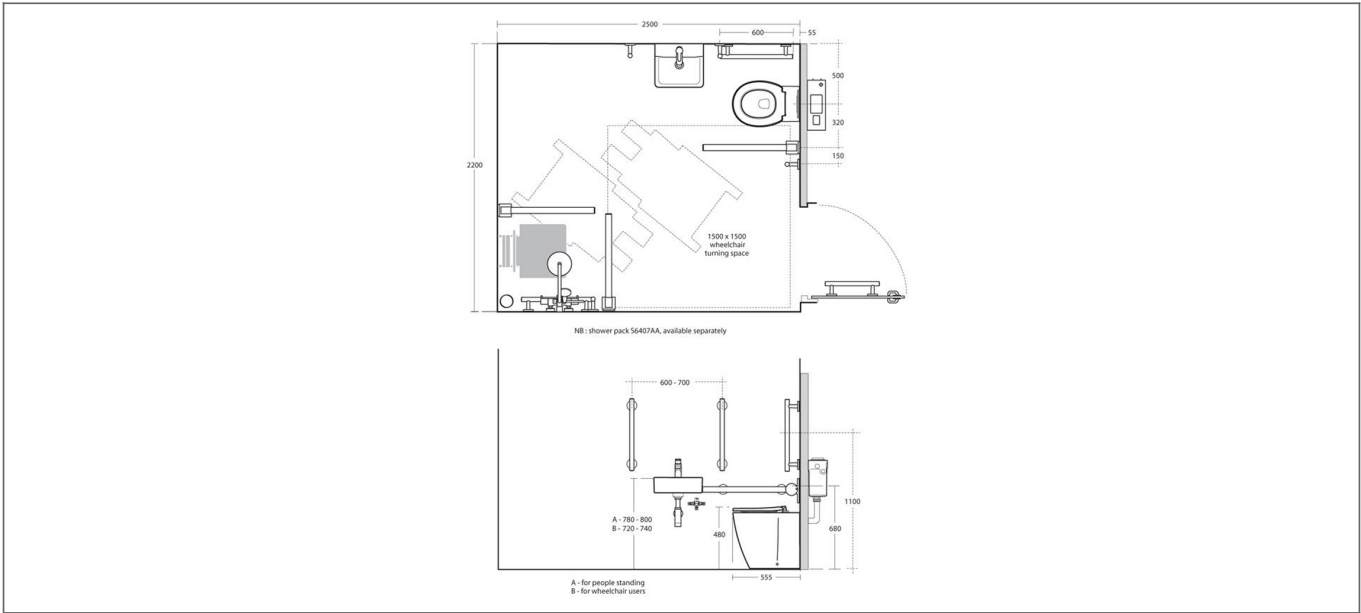 2500
600
55
500
320
150
2200
1500 x 1500
wheelchair
turning space
NB : shower pack S6407AA, available separately
600 - 700
1100
A - 780 - 800
B - 720 - 740
480
680
555
A - for people standing
B - for wheelchair users